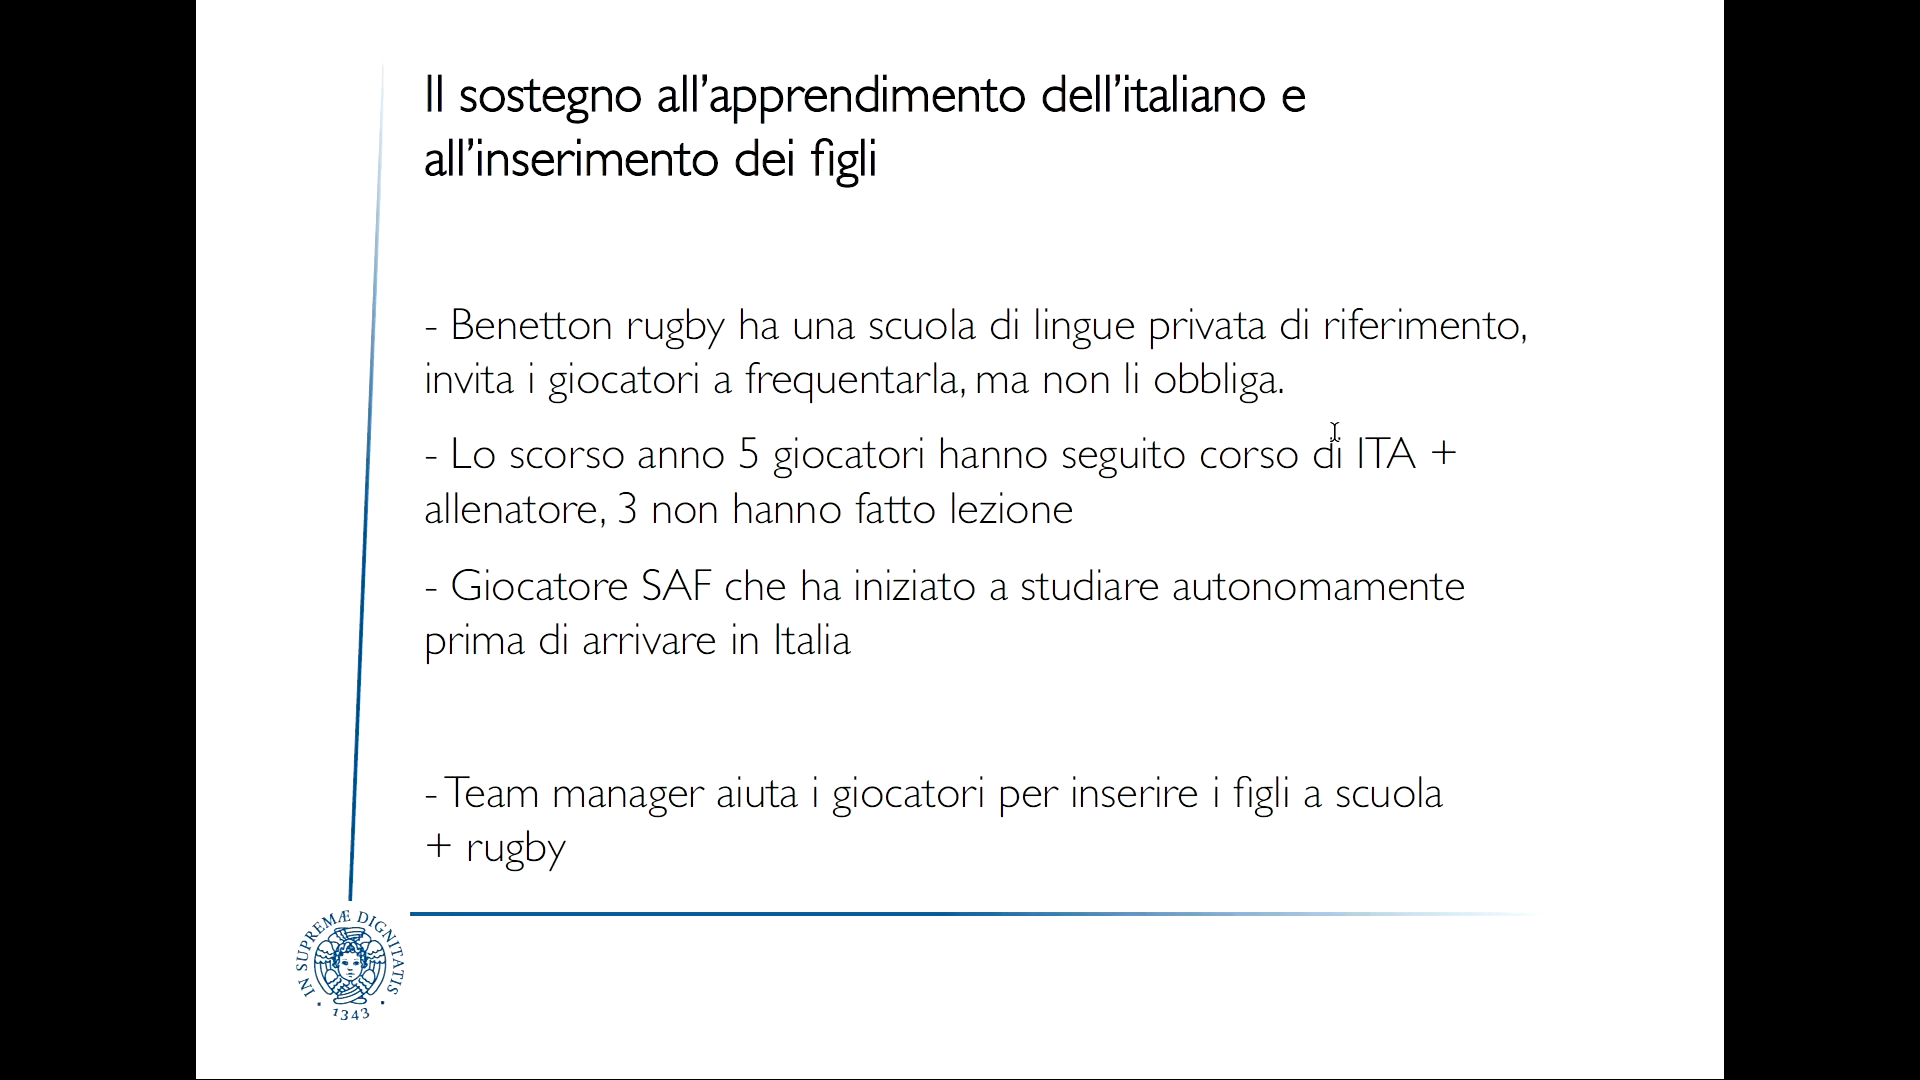 Il sostegno all’apprendimento dell’italiano e
all’inserimento dei figli
- Benetton rugby ha una scuola di lingue privata di riferimento,
invita i giocatori a frequentarla, ma non li obbliga.
- Lo scorso anno 5 giocatori hanno seguito corso di ITA +
allenatore, 3 non hanno fatto lezione
- Giocatore SAF che ha iniziato a studiare autonomamente
prima di arrivare in Italia
- Team manager aiuta i giocatori per inserire i figli a scuola
+ rugby
IN SUPREMÆ DIGNITATIS
· 1343 ·